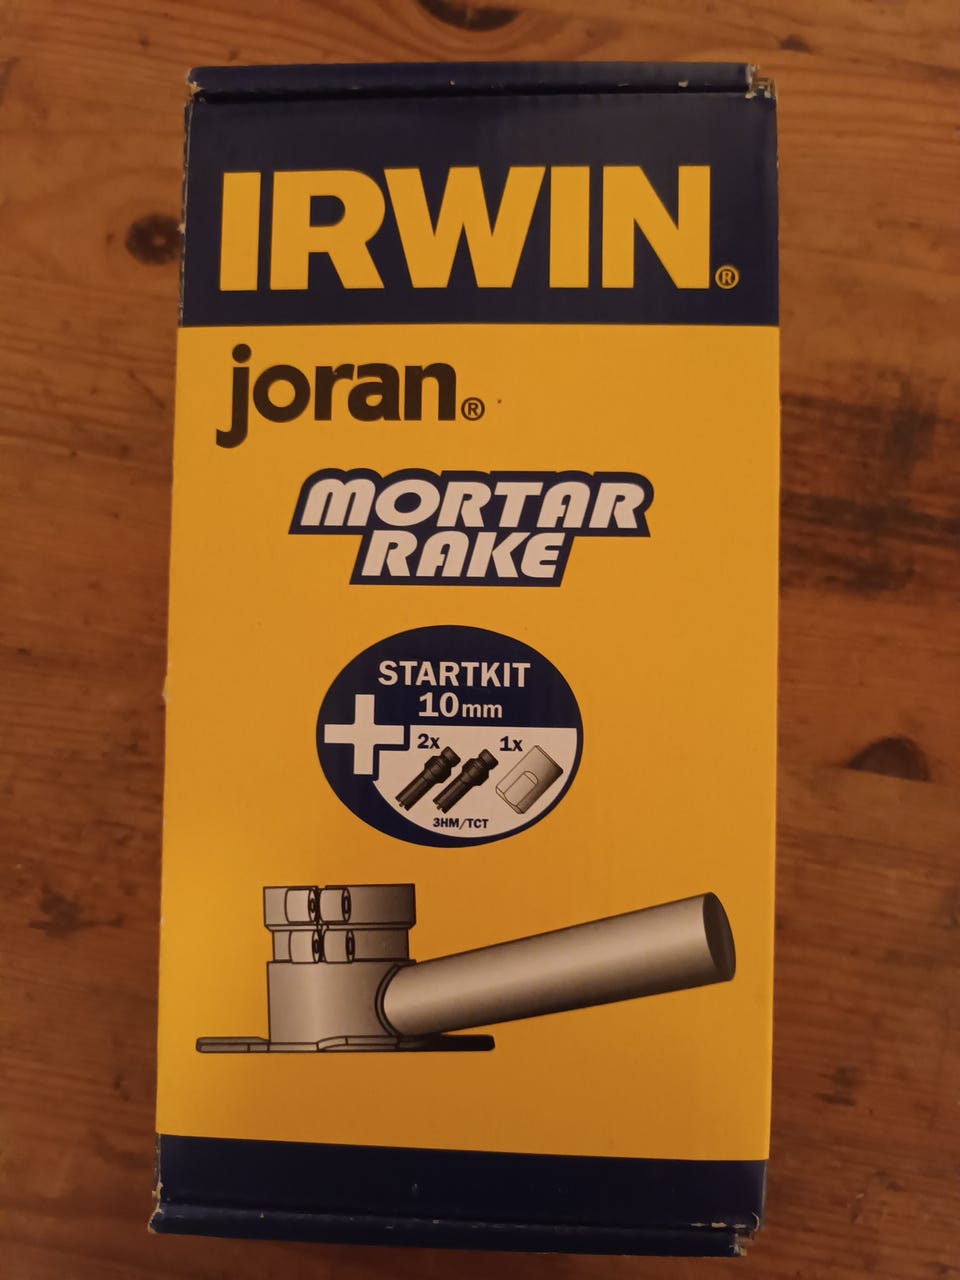 IRWIN®
joran®
MORTAR
RAKE
STARTKIT
10mm
2x 1x
3HM/TCT